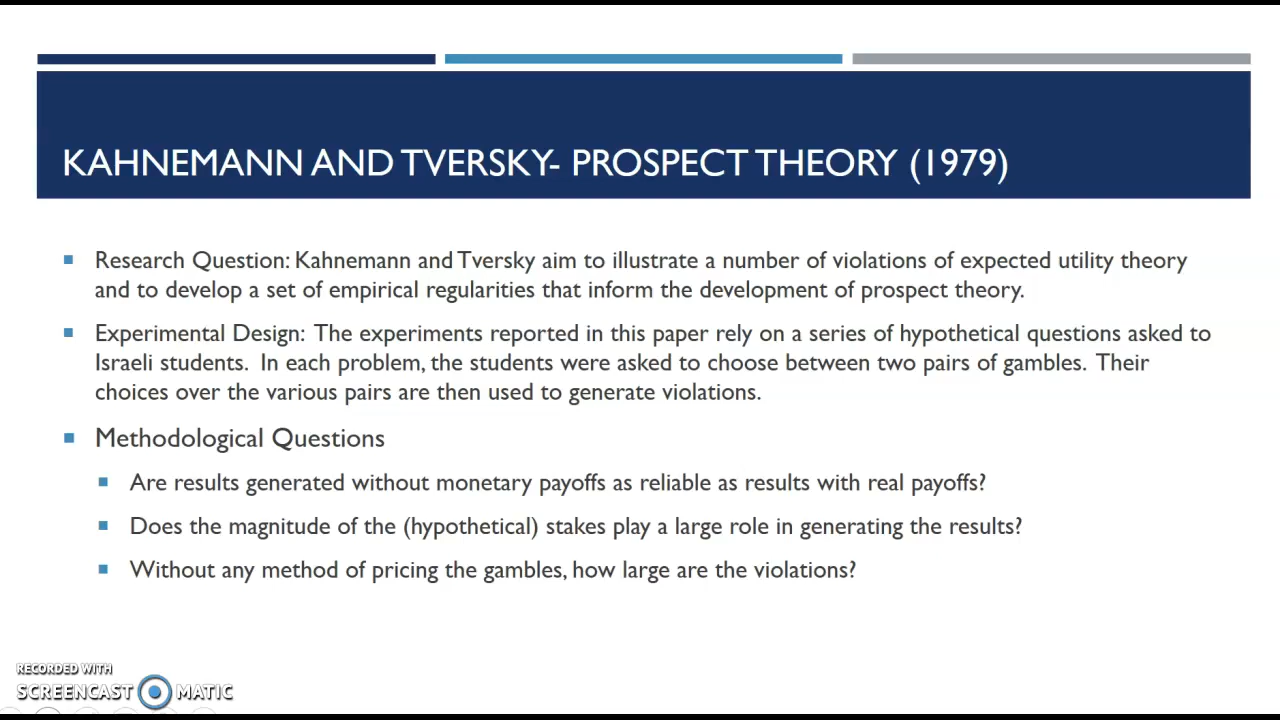 KAHNEMANN AND TVERSKY- PROSPECT THEORY (1979)
Research Question: Kahnemann and Tversky aim to illustrate a number of violations of expected utility theory
and to develop a set of empirical regularities that inform the development of prospect theory.
Experimental Design: The experiments reported in this paper rely on a series of hypothetical questions asked to
Israeli students. In each problem, the students were asked to choose between two pairs of gambles. Their
choices over the various pairs are then used to generate violations.
Methodological Questions
Are results generated without monetary payoffs as reliable as results with real payoffs?
Does the magnitude of the (hypothetical) stakes play a large role in generating the results?
Without any method of pricing the gambles, how large are the violations?
RECORDED WITH
SCREENCAST MATIC